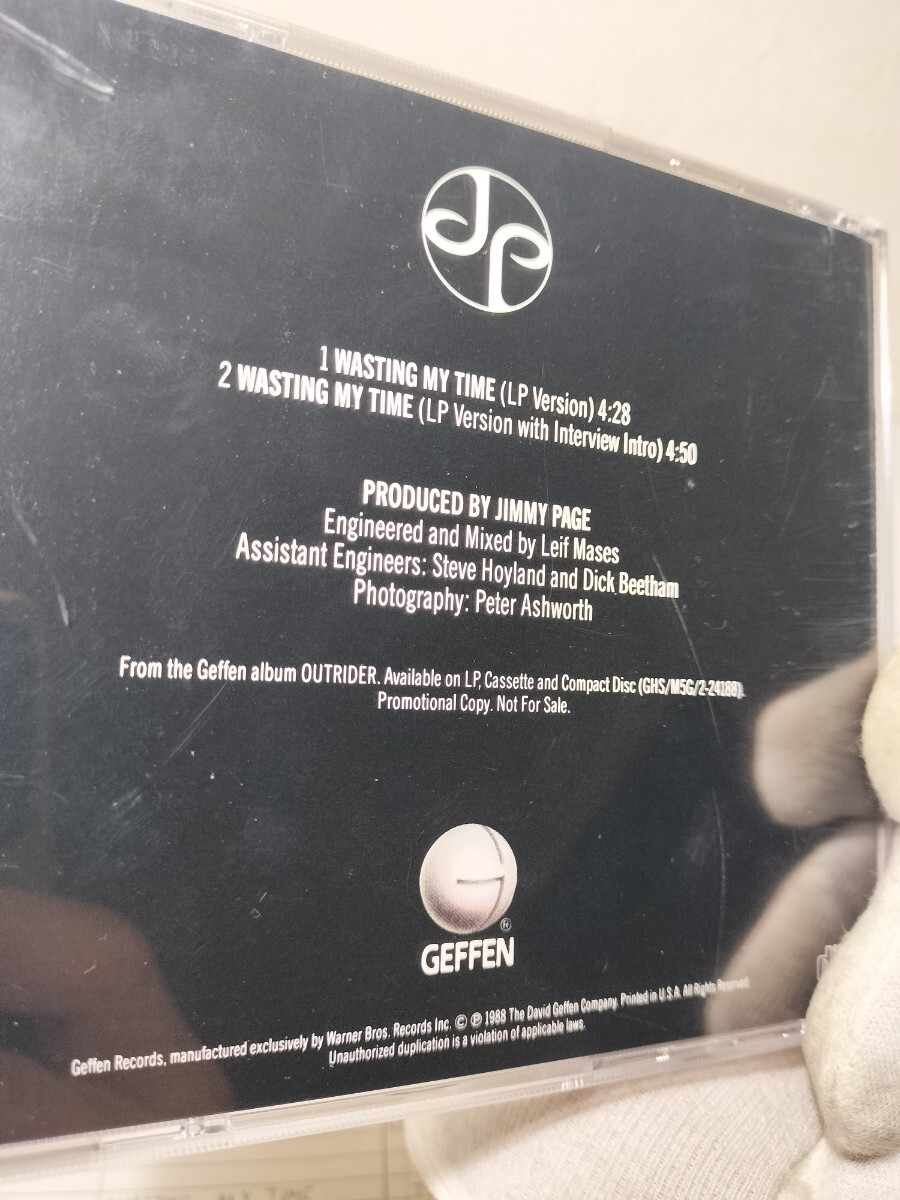 JP
1 WASTING MY TIME (LP Version) 4:28
2 WASTING MY TIME (LP Version with Interview Intro) 4:50
PRODUCED BY JIMMY PAGE
Engineered and Mixed by Leif Mases
Assistant Engineers: Steve Hoyland and Dick Beetham
Photography: Peter Ashworth
From the Geffen album OUTRIDER. Available on LP, Cassette and Compact Disc (GHS/M5G/2-24188).
Promotional Copy. Not For Sale.
G
®
GEFFEN
Geffen Records, manufactured exclusively by Warner Bros. Records Inc. © ℗ 1988 The David Geffen Company. Printed in U.S.A. All Rights Reserved
Unauthorized duplication is a violation of applicable laws.